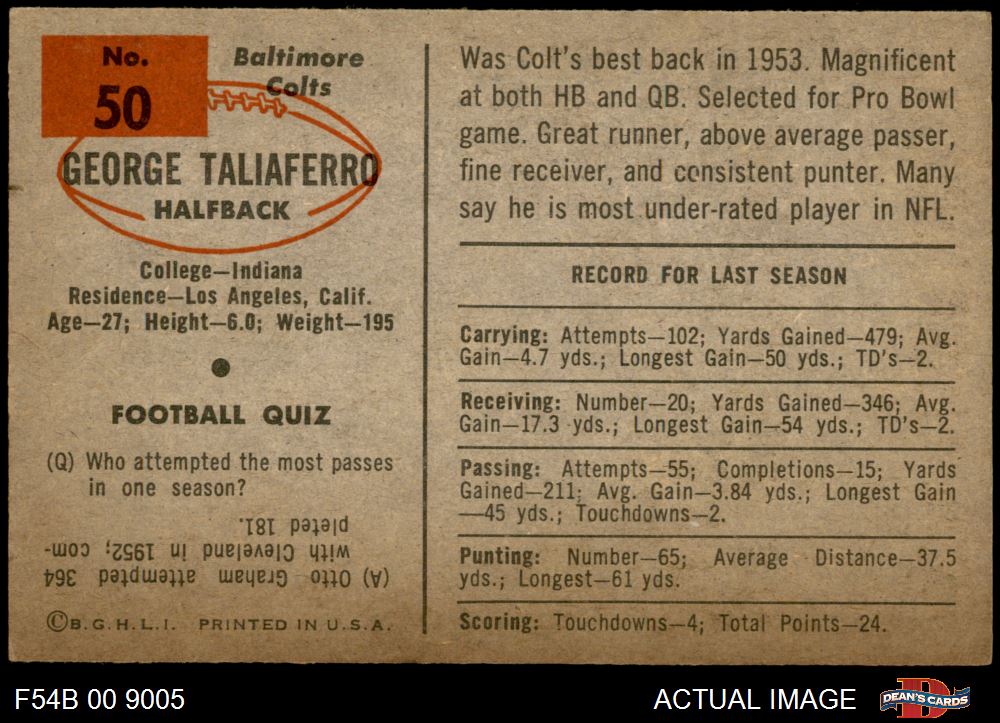 No.
50
Baltimore
Colts
GEORGE TALIAFERRO
HALFBACK
College—Indiana
Residence—Los Angeles, Calif.
Age—27; Height—6.0; Weight—195
FOOTBALL QUIZ
(Q) Who attempted the most passes
in one season?
(A) Otto Graham attempted 364
with Cleveland in 1952; com-
pleted 181.
©B.G.H.L.I. PRINTED IN U.S.A.
Was Colt's best back in 1953. Magnificent
at both HB and QB. Selected for Pro Bowl
game. Great runner, above average passer,
fine receiver, and consistent punter. Many
say he is most under-rated player in NFL.
RECORD FOR LAST SEASON
Carrying: Attempts—102; Yards Gained—479; Avg.
Gain—4.7 yds.; Longest Gain—50 yds.; TD's—2.
Receiving: Number—20; Yards Gained—346; Avg.
Gain—17.3 yds.; Longest Gain—54 yds.; TD's—2.
Passing: Attempts—55; Completions—15; Yards
Gained—211; Avg. Gain—3.84 yds.; Longest Gain
—45 yds.; Touchdowns—2.
Punting: Number—65; Average Distance—37.5
yds.; Longest—61 yds.
Scoring: Touchdowns—4; Total Points—24.
F54B 00 9005
ACTUAL IMAGE
DEAN'S CARDS